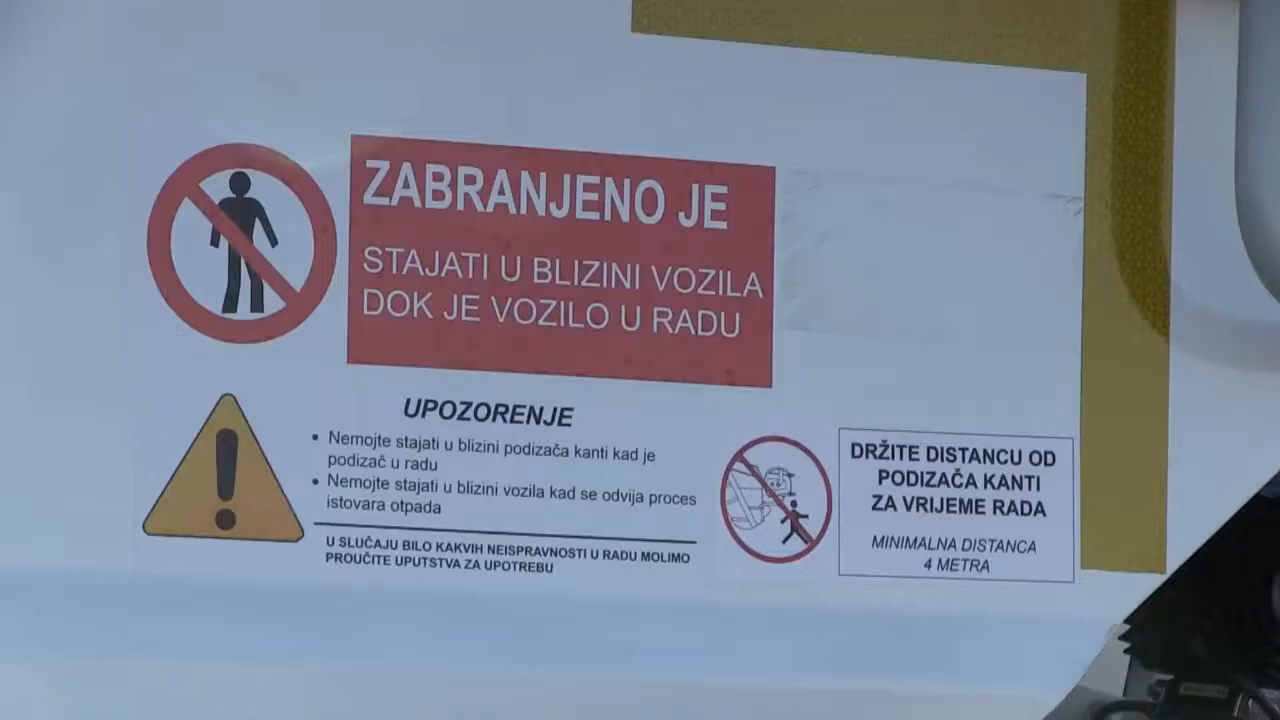 ZABRANJENO JE
STAJATI U BLIZINI VOZILA
DOK JE VOZILO U RADU
UPOZORENJE
• Nemojte stajati u blizini podizača kanti kad je
podizač u radu
• Nemojte stajati u blizini vozila kad se odvija proces
istovara otpada
U SLUČAJU BILO KAKVIH NEISPRAVNOSTI U RADU MOLIMO
PROUČITE UPUTSTVA ZA UPOTREBU
DRŽITE DISTANCU OD
PODIZAČA KANTI
ZA VRIJEME RADA
MINIMALNA DISTANCA
4 METRA